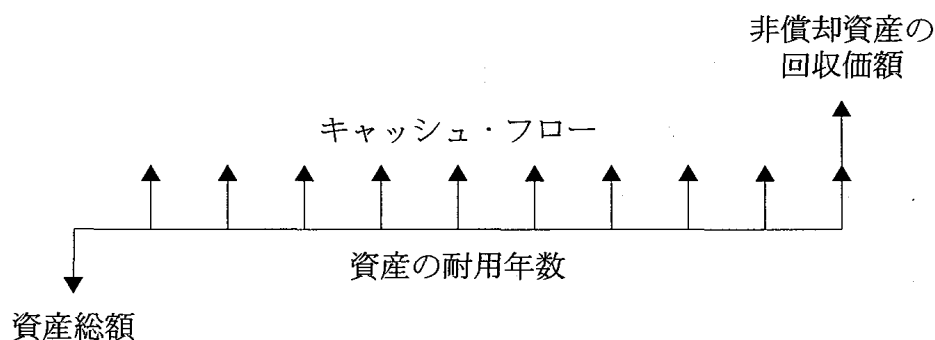 非償却資産の
回収価額
キャッシュ・フロー
資産の耐用年数
資産総額